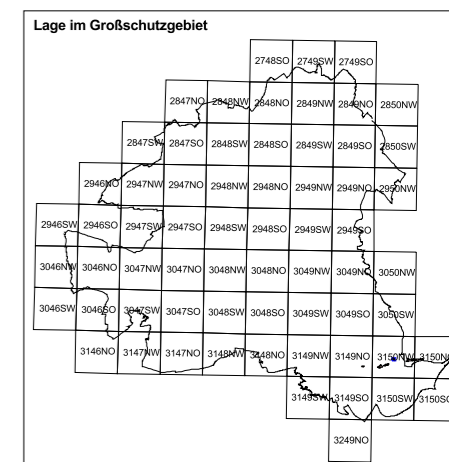 Lage im Großschutzgebiet
2748SO 2749SW 2749SO
2847NO 2848NW 2848NO 2849NW 2849NO 2850NW
2847SW 2847SO 2848SW 2848SO 2849SW 2849SO 2850SW
2946NO 2947NW 2947NO 2948NW 2948NO 2949NW 2949NO 2950NW
2946SW 2946SO 2947SW 2947SO 2948SW 2948SO 2949SW 2949SO
3046NW 3046NO 3047NW 3047NO 3048NW 3048NO 3049NW 3049NO 3050NW
3046SW 3046SO 3047SW 3047SO 3048SW 3048SO 3049SW 3049SO 3050SW
3146NO 3147NW 3147NO 3148NW 3148NO 3149NW 3149NO 3150NW 3150NO
3149SW 3149SO 3150SW 3150SO
3249NO